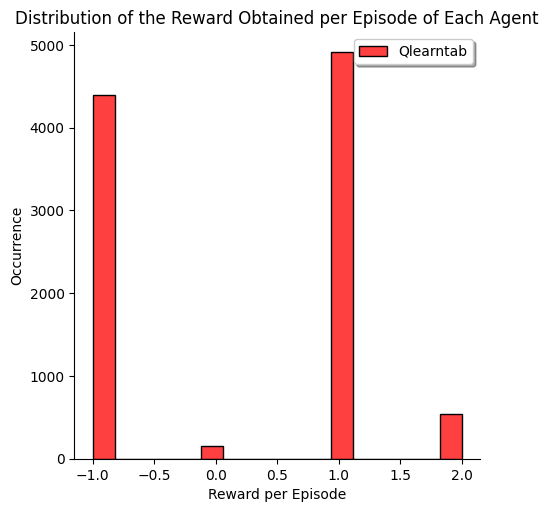 Distribution of the Reward Obtained per Episode of Each Agent
Qlearntab
5000
4000
3000
2000
1000
0
Occurrence
−1.0 −0.5 0.0 0.5 1.0 1.5 2.0
Reward per Episode